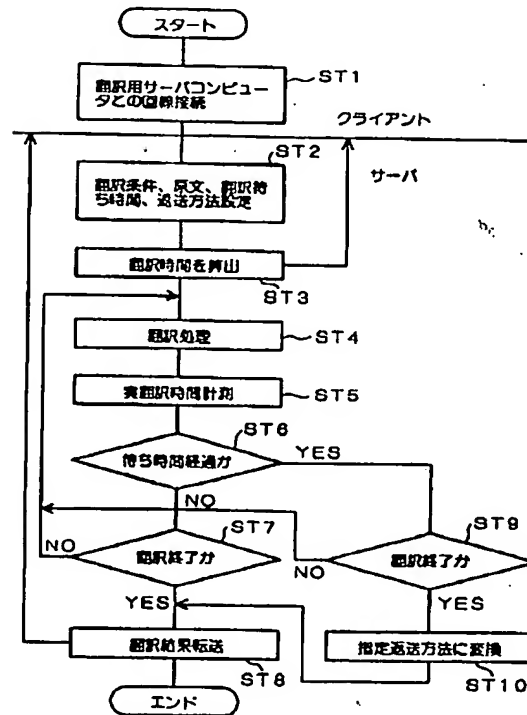 スタート
ST1
翻訳用サーバコンピュー
タとの回線接続
クライアント
ST2
サーバ
翻訳条件、原文、翻訳待
ち時間、返送方法設定
翻訳時間を算出
ST3
翻訳処理
ST4
実翻訳時間計測
ST5
ST6
待ち時間経過か
YES
NO
ST7
ST9
NO
翻訳終了か
NO
翻訳終了か
YES
YES
翻訳結果転送
指定返送方法に変換
ST8
ST10
エンド